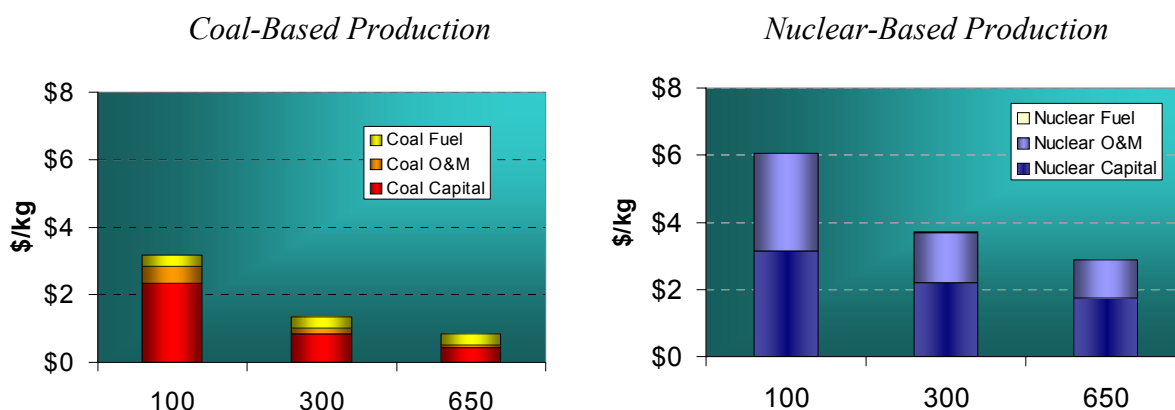 Coal-Based Production
$8
$6
$4
$2
$0
$/kg
Coal Fuel
Coal O&M
Coal Capital
100 300 650
Nuclear-Based Production
$8
$6
$4
$2
$0
$/kg
Nuclear Fuel
Nuclear O&M
Nuclear Capital
100 300 650